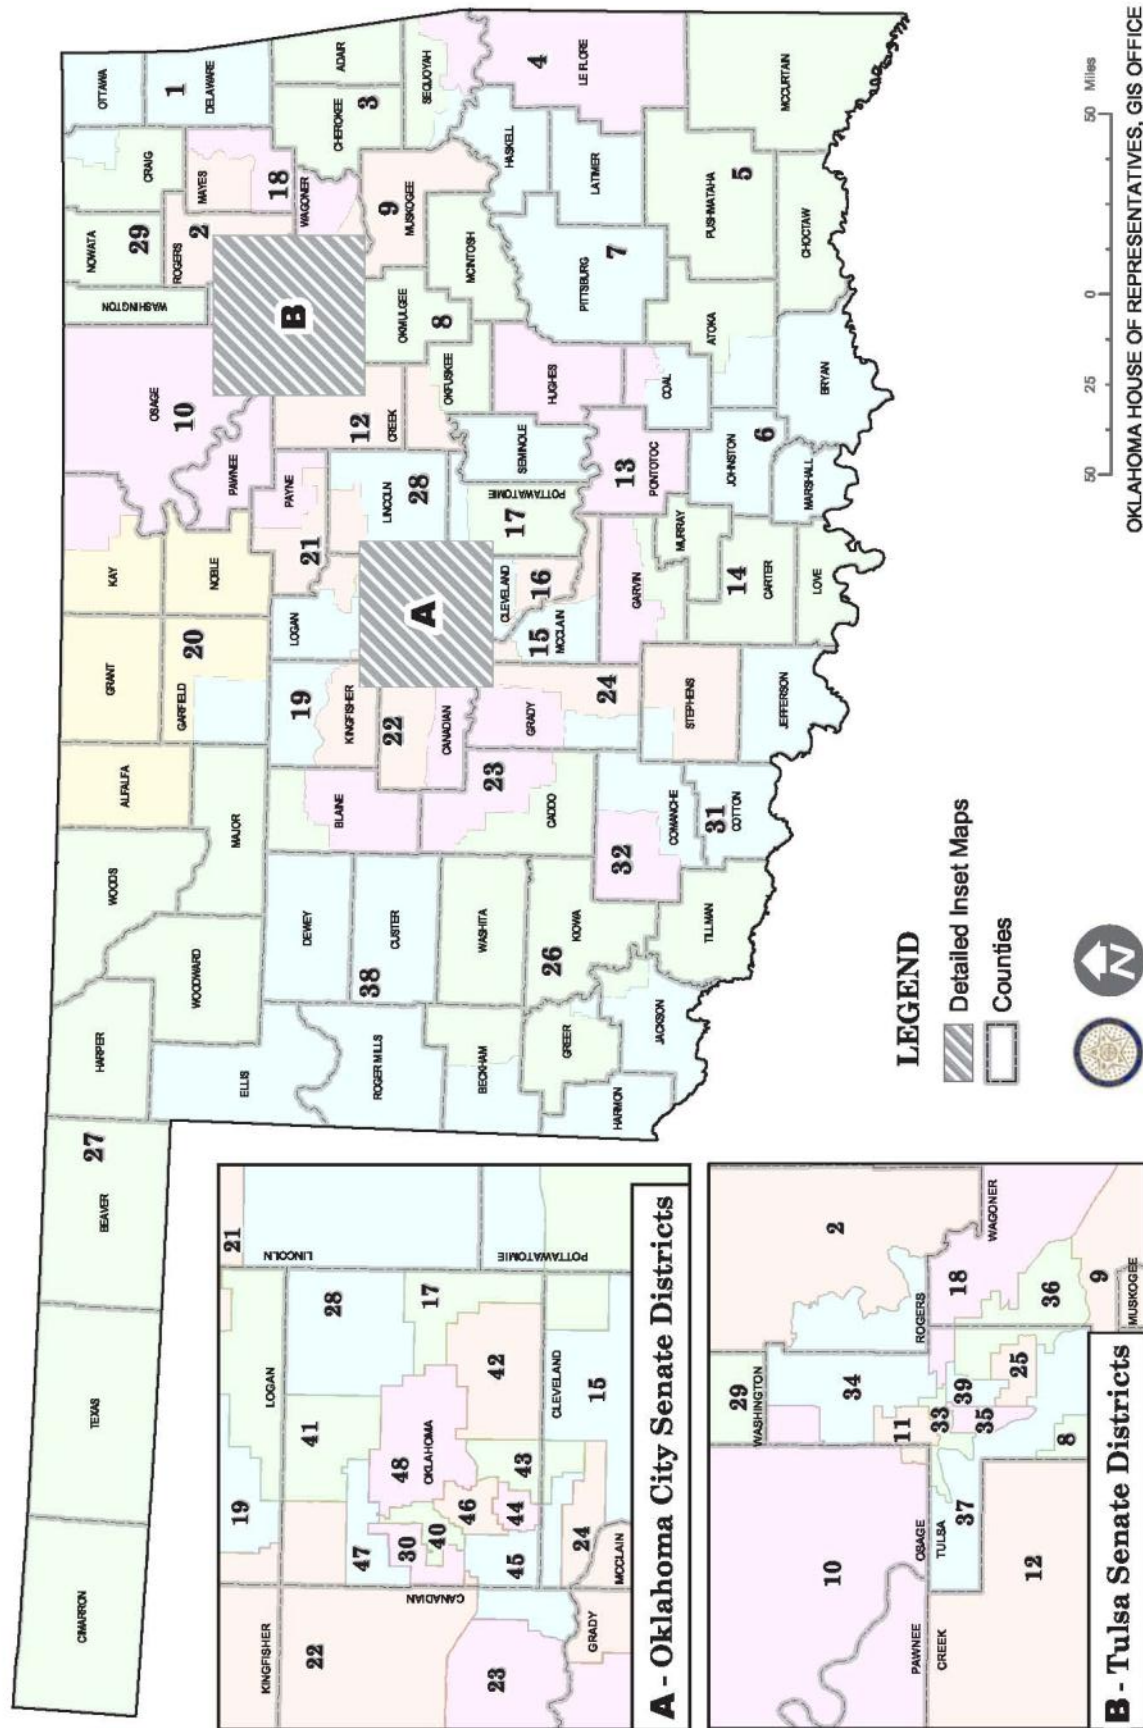 CIMARRON
TEXAS
BEAVER
27
HARPER
WOODS
ALFALFA
GRANT
KAY
OSAGE
10
WASHINGTON
NOWATA
29
CRAIG
OTTAWA
1
DELAWARE
ELLIS
WOODWARD
MAJOR
GARFIELD
20
NOBLE
PAWNEE
ROGERS
2
MAYES
18
B
ROGER MILLS
DEWEY
CUSTER
38
BLAINE
KINGFISHER
19
LOGAN
21
PAYNE
12
CREEK
WAGONER
CHEROKEE
3
ADAIR
BECKHAM
WASHITA
CADDO
23
CANADIAN
22
A
LINCOLN
28
OKFUSKEE
OKMULGEE
8
MUSKOGEE
9
SEQUOYAH
GREER
KIOWA
26
GRADY
24
15
MCCLAIN
CLEVELAND
16
17
POTTAWATOMIE
SEMINOLE
HUGHES
MCINTOSH
HASKELL
HARMON
JACKSON
TILLMAN
32
COMANCHE
31
COTTON
STEPHENS
GARVIN
MURRAY
13
PONTOTOC
COAL
PITTSBURG
7
LATIMER
4
LE FLORE
JEFFERSON
14
CARTER
LOVE
JOHNSTON
6
MARSHALL
BRYAN
ATOKA
PUSHMATAHA
5
CHOCTAW
MCCURTAIN
KINGFISHER
19
LOGAN
21
LINCOLN
22
41
28
47
48
OKLAHOMA
17
30
40
46
42
CANADIAN
44
43
45
23
GRADY
24
MCCLAIN
CLEVELAND
15
POTTAWATOMIE
A - Oklahoma City Senate Districts
29
WASHINGTON
10
34
2
11
ROGERS
OSAGE
PAWNEE
TULSA
CREEK
37
33
39
35
25
18
36
WAGONER
12
8
9
MUSKOGEE
B - Tulsa Senate Districts
LEGEND
Detailed Inset Maps
Counties
N
50 25 0 50 Miles
OKLAHOMA HOUSE OF REPRESENTATIVES, GIS OFFICE